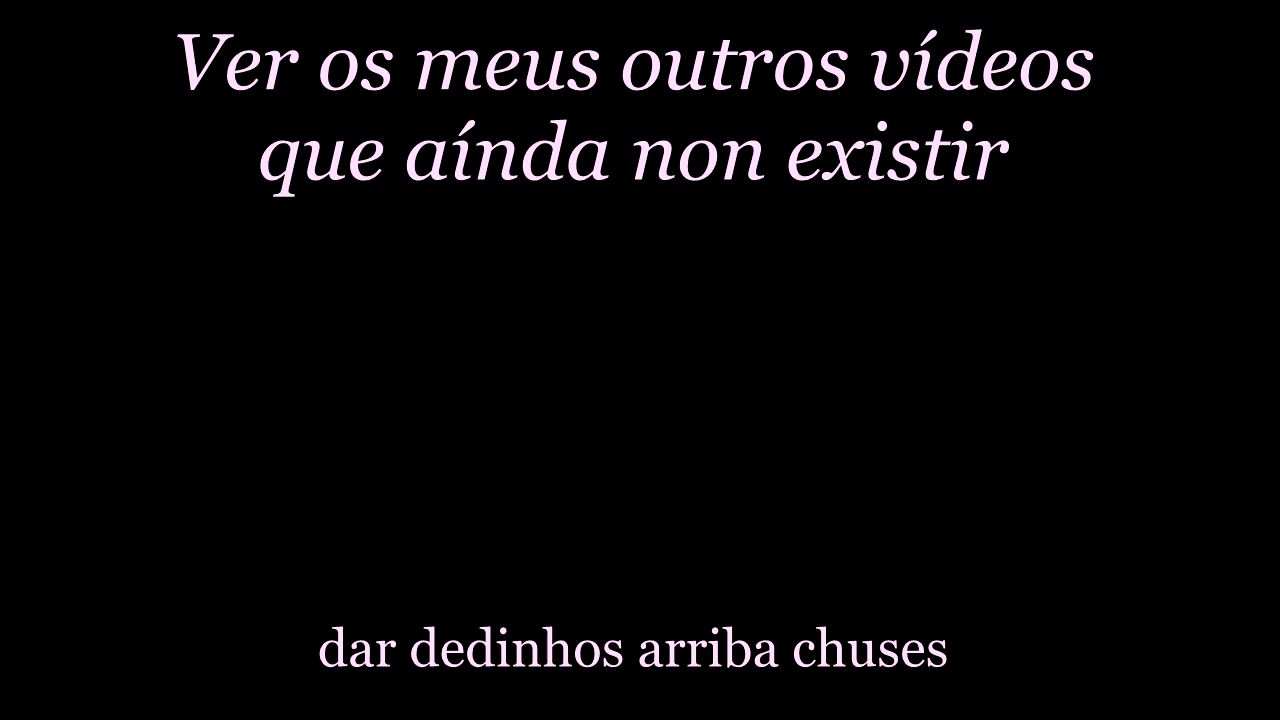 Ver os meus outros vídeos
que aínda non existir
dar dedinhos arriba chuses